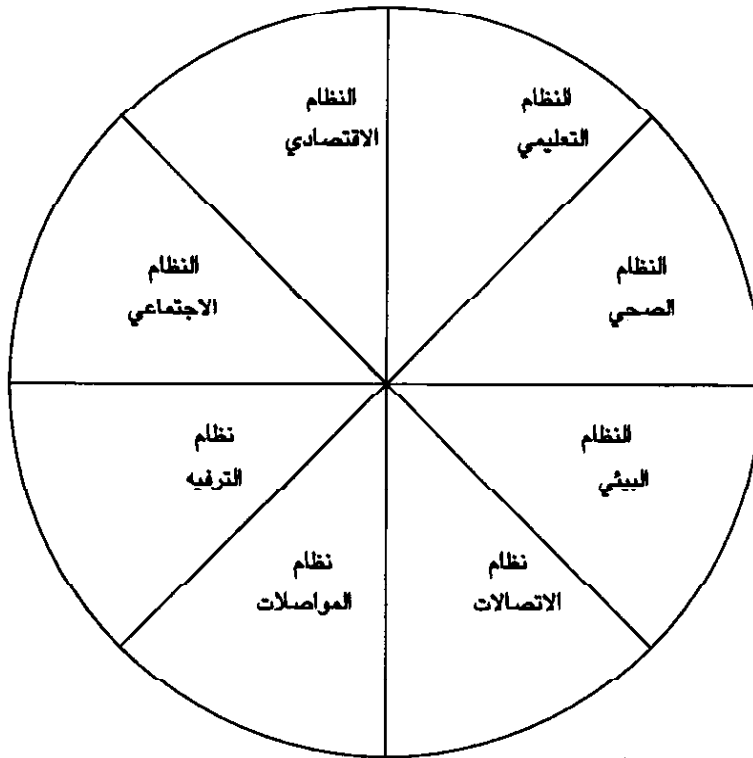 النظام
الاقتصادي
النظام
التعليمي
النظام
الصحي
النظام
البيئي
نظام
الاتصالات
نظام
المواصلات
نظام
الترفيه
النظام
الاجتماعي